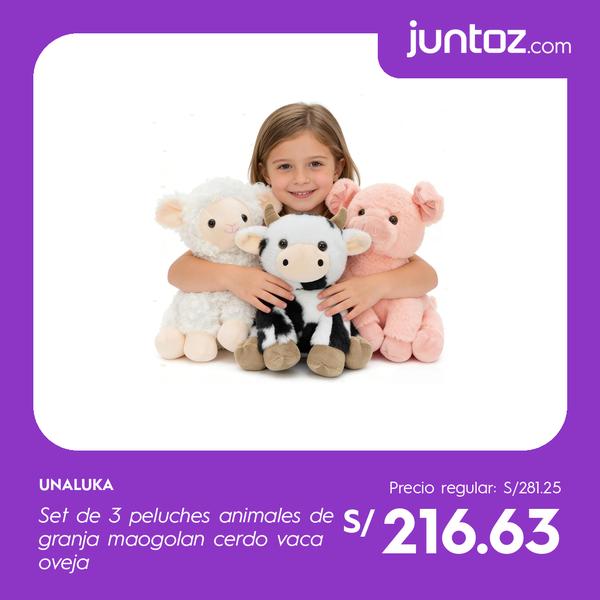 juntoz.com
UNALUKA
Precio regular: S/281.25
Set de 3 peluches animales de
granja maogolan cerdo vaca
oveja
S/ 216.63